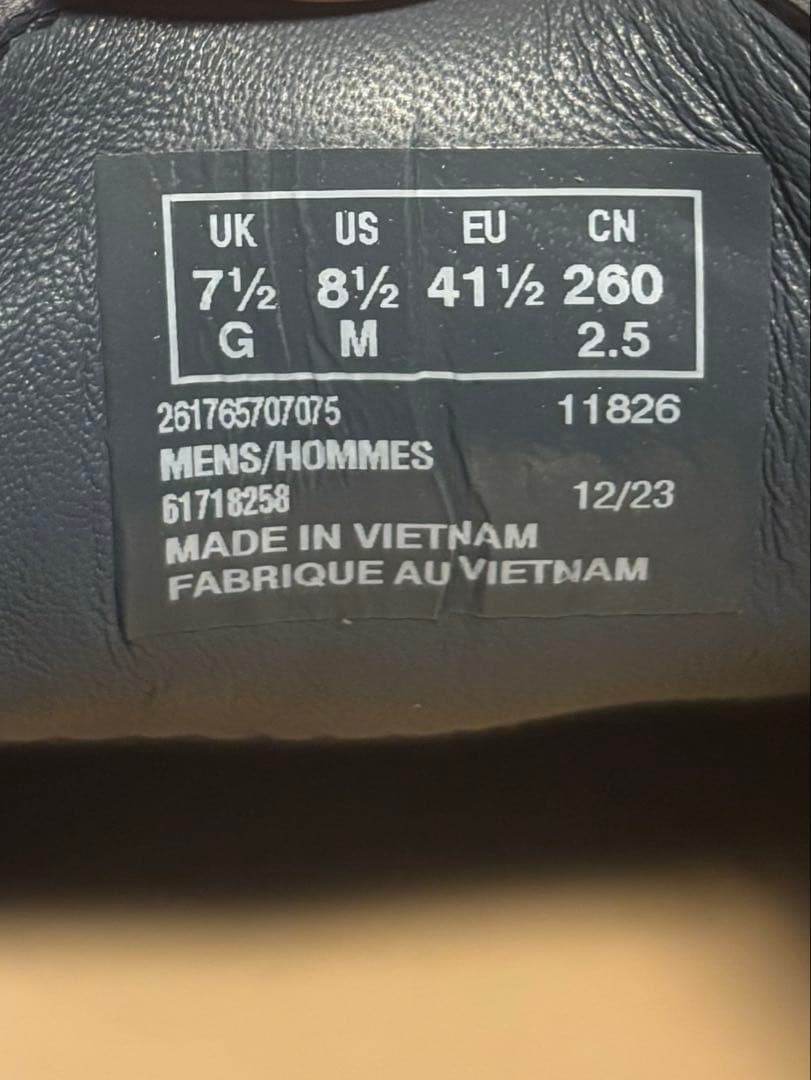 UK US EU CN
7½ 8½ 41½ 260
G M 2.5
261765707075 11826
MENS/HOMMES
61718258 12/23
MADE IN VIETNAM
FABRIQUE AU VIETNAM